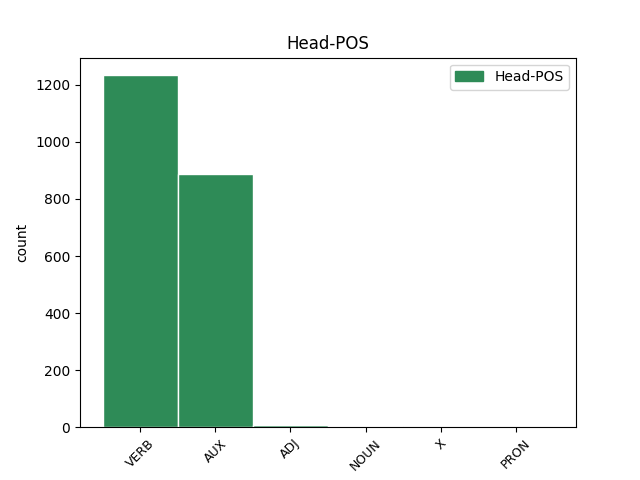 Head-POS
Head-POS
1200
1000
800
600
400
200
0
count
VERB
AUX
ADJ
NOUN
X
PRON